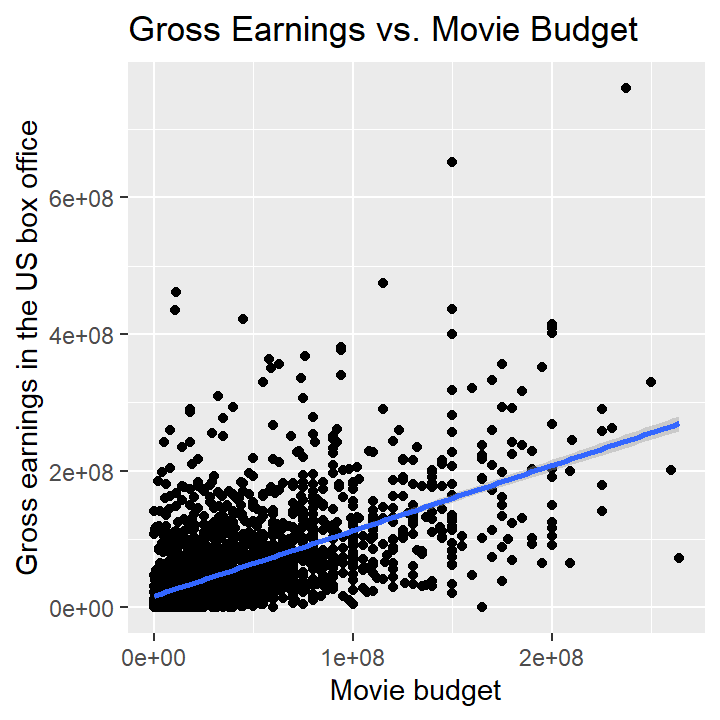 Gross Earnings vs. Movie Budget
Gross earnings in the US box office
6e+08
4e+08
2e+08
0e+00
0e+00 1e+08 2e+08
Movie budget